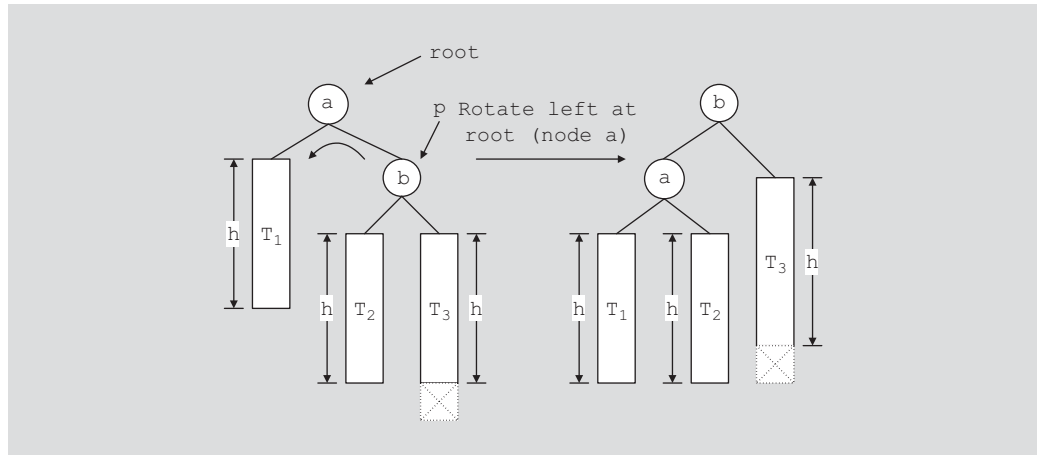 root
a
p
Rotate left at
root (node a)
b
b
a
h
T1
h
T2
T3
h
h
T1
h
T2
T3
h